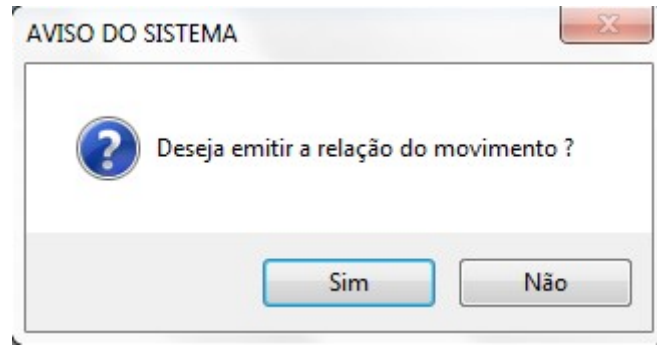 AVISO DO SISTEMA
Deseja emitir a relação do movimento ?
Sim
Não